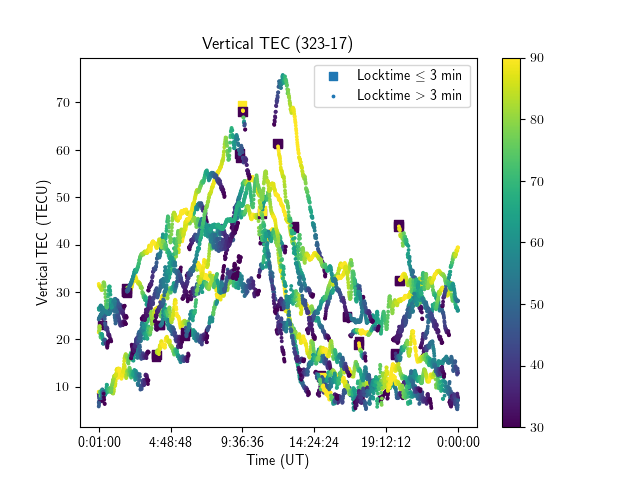 Vertical TEC (323-17)
Locktime ≤ 3 min
Locktime > 3 min
Vertical TEC (TECU)
70
60
50
40
30
20
10
0:01:00 4:48:48 9:36:36 14:24:24 19:12:12 0:00:00
Time (UT)
90
80
70
60
50
40
30